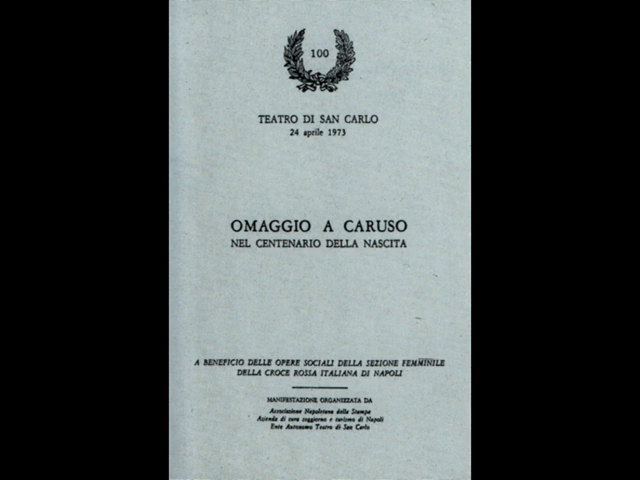 100
TEATRO DI SAN CARLO
24 aprile 1973
OMAGGIO A CARUSO
NEL CENTENARIO DELLA NASCITA
A BENEFICIO DELLE OPERE SOCIALI DELLA SEZIONE FEMMINILE
DELLA CROCE ROSSA ITALIANA DI NAPOLI
MANIFESTAZIONE ORGANIZZATA DA
Associazione Napoletana della Stampa
Azienda di cura soggiorno e turismo di Napoli
Ente Autonomo Teatro di San Carlo